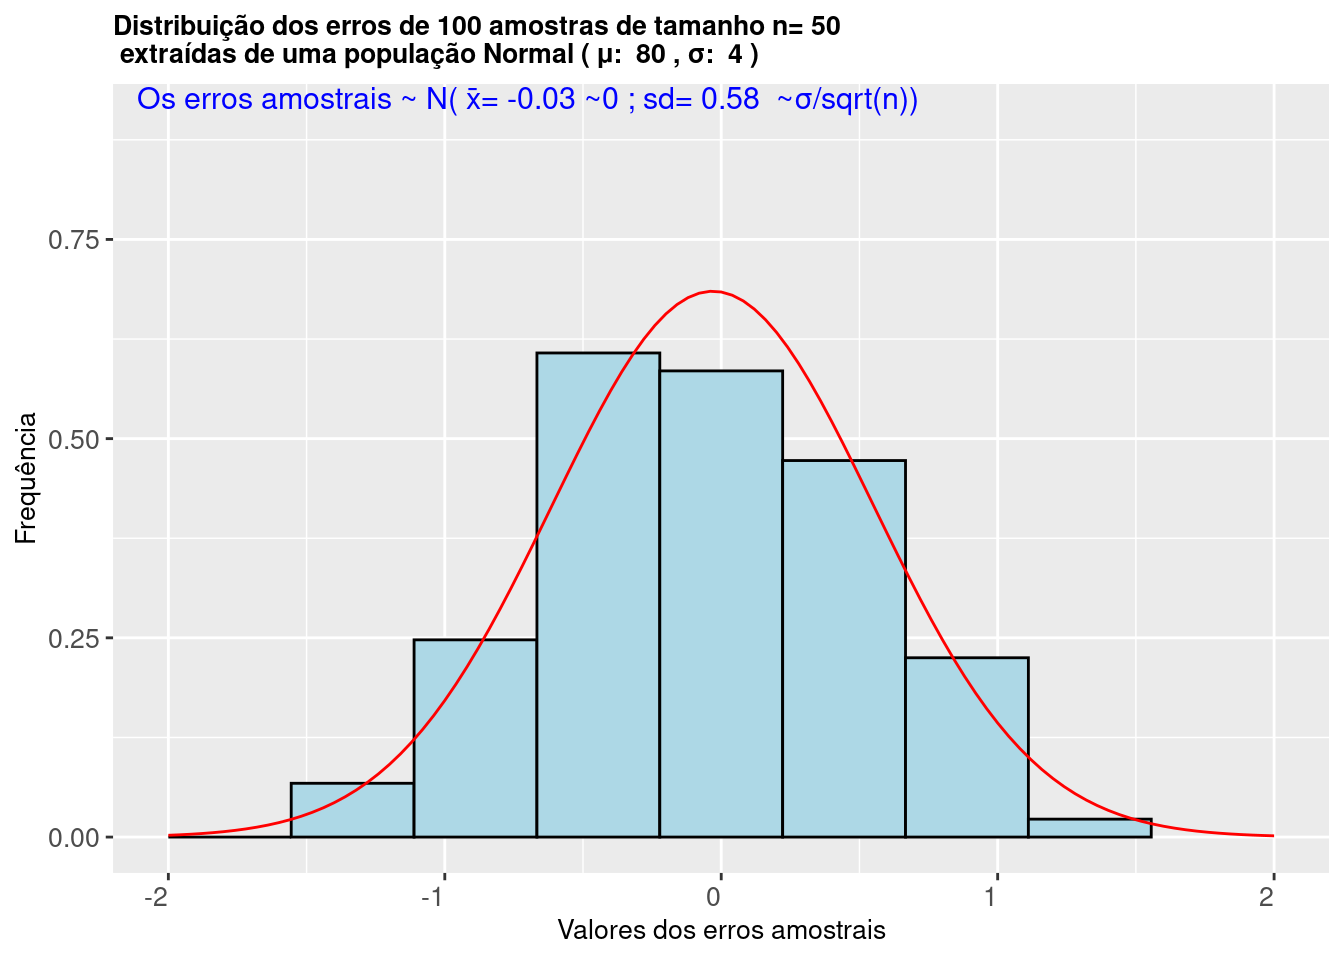 Distribuição dos erros de 100 amostras de tamanho n= 50
extraídas de uma população Normal ( μ:  80 , σ:  4 )
Os erros amostrais ~ N( x̄= -0.03 ~0 ; sd= 0.58  ~σ/sqrt(n))
Frequência
0.75
0.50
0.25
0.00
-2
-1
0
1
2
Valores dos erros amostrais